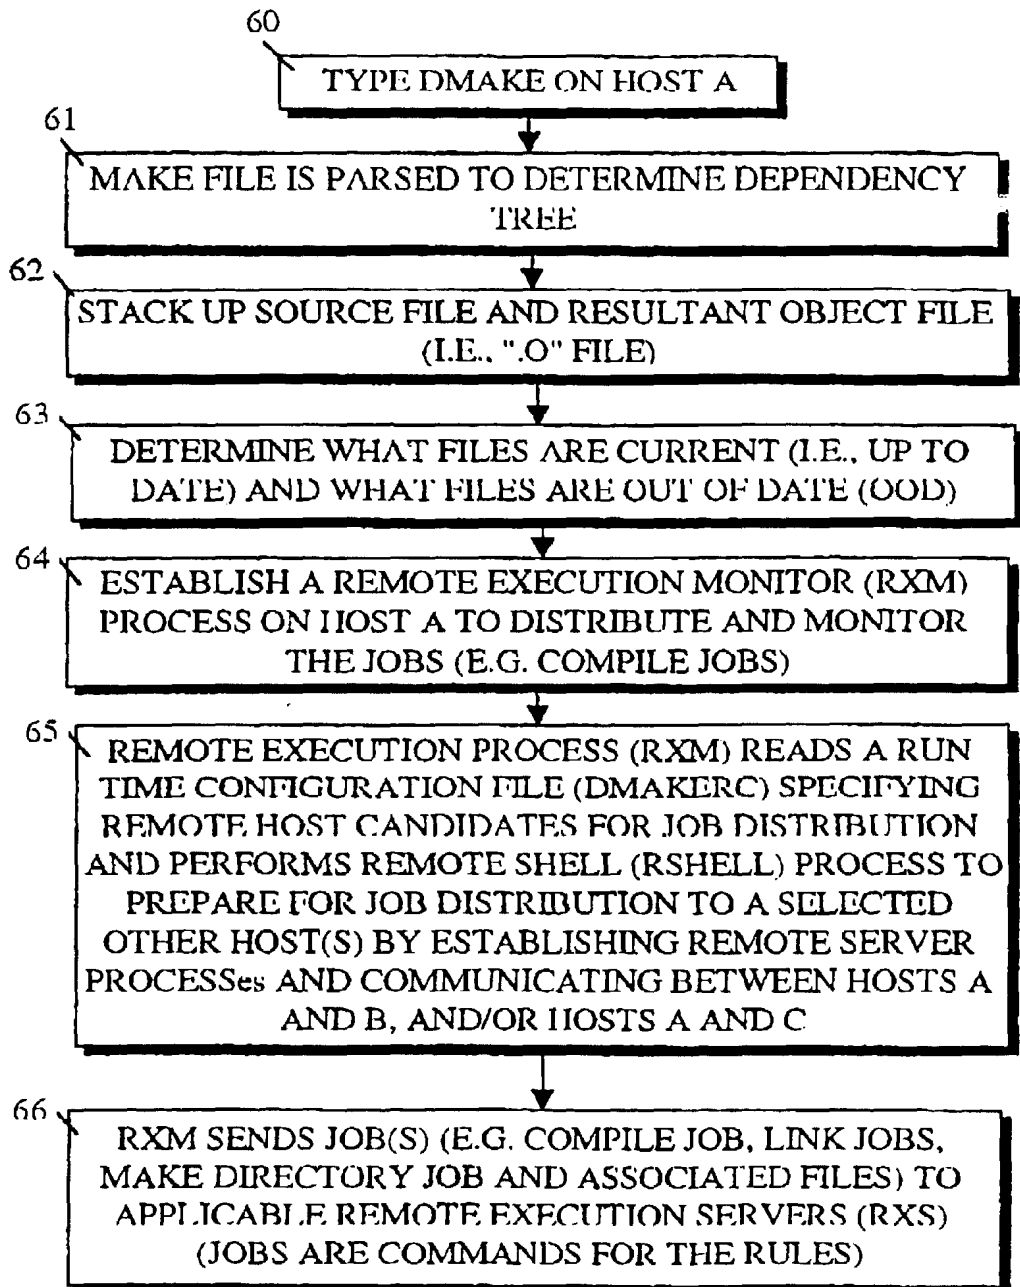 60
TYPE DMAKE ON HOST A
61
MAKE FILE IS PARSED TO DETERMINE DEPENDENCY
TREE
62
STACK UP SOURCE FILE AND RESULTANT OBJECT FILE
(I.E., ".O" FILE)
63
DETERMINE WHAT FILES ARE CURRENT (I.E., UP TO
DATE) AND WHAT FILES ARE OUT OF DATE (OOD)
64
ESTABLISH A REMOTE EXECUTION MONITOR (RXM)
PROCESS ON HOST A TO DISTRIBUTE AND MONITOR
THE JOBS (E.G. COMPILE JOBS)
65
REMOTE EXECUTION PROCESS (RXM) READS A RUN
TIME CONFIGURATION FILE (DMAKERC) SPECIFYING
REMOTE HOST CANDIDATES FOR JOB DISTRIBUTION
AND PERFORMS REMOTE SHELL (RSHELL) PROCESS TO
PREPARE FOR JOB DISTRIBUTION TO A SELECTED
OTHER HOST(S) BY ESTABLISHING REMOTE SERVER
PROCESSes AND COMMUNICATING BETWEEN HOSTS A
AND B, AND/OR HOSTS A AND C
66
RXM SENDS JOB(S) (E.G. COMPILE JOB, LINK JOBS,
MAKE DIRECTORY JOB AND ASSOCIATED FILES) TO
APPLICABLE REMOTE EXECUTION SERVERS (RXS)
(JOBS ARE COMMANDS FOR THE RULES)